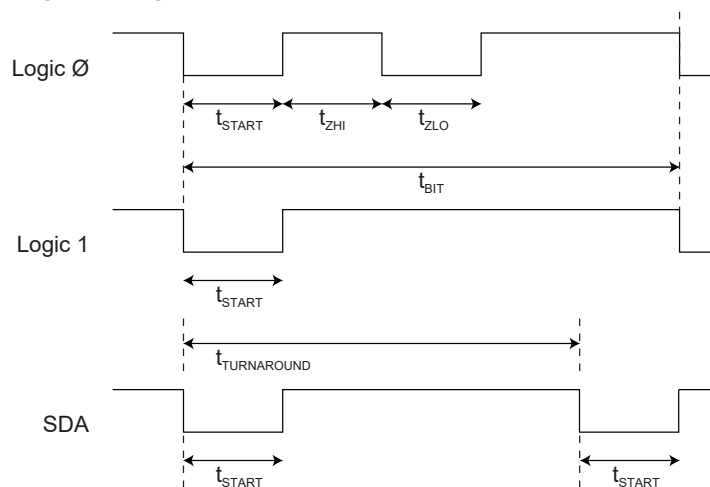 Logic Ø
tSTART
tZHI
tZLO
tBIT
Logic 1
tSTART
tTURNAROUND
SDA
tSTART
tSTART